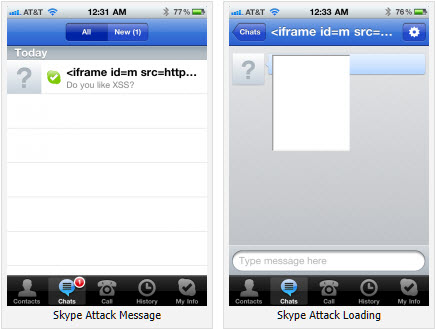 AT&T 12:31 AM 77%
All New (1)
Today
<iframe id=m src=http...
Do you like XSS?
1
Contacts Chats Call History My Info
Skype Attack Message
AT&T 12:33 AM 76%
Chats <iframe id=m src=...
Type message here
Contacts Chats Call History My Info
Skype Attack Loading